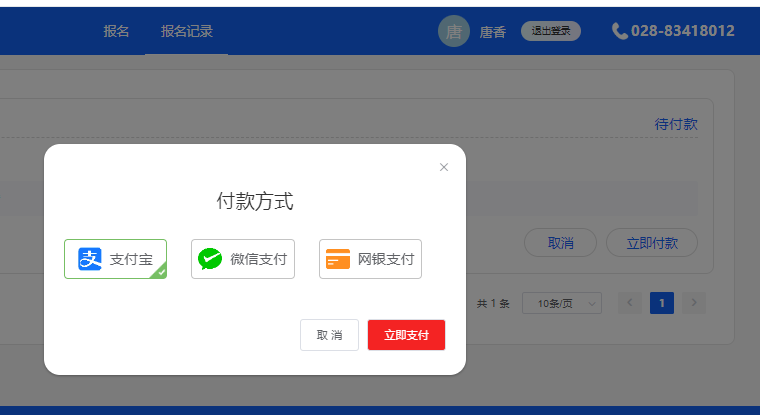 报名 报名记录 唐 唐香 退出登录 028-83418012
待付款
付款方式
支付宝 微信支付 网银支付
取消 立即付款
共 1 条 10条/页 1
取 消 立即支付